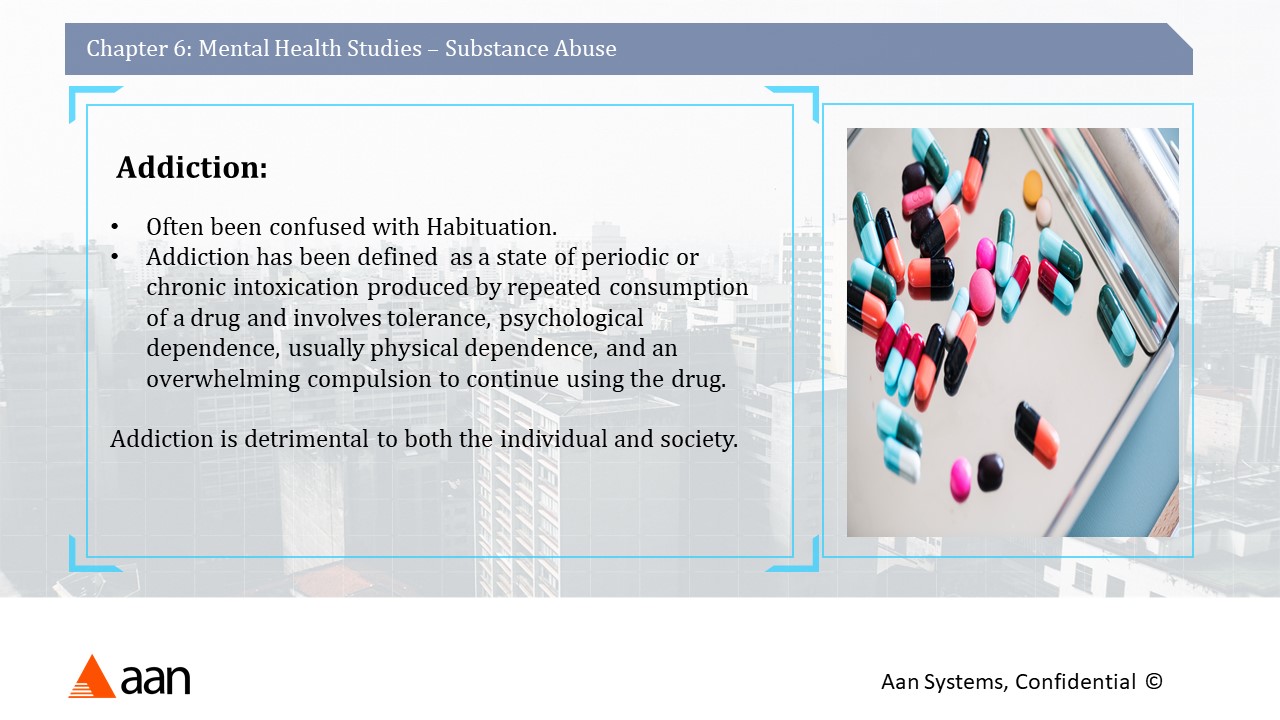 Chapter 6: Mental Health Studies – Substance Abuse
Addiction:
• Often been confused with Habituation.
• Addiction has been defined  as a state of periodic or
chronic intoxication produced by repeated consumption
of a drug and involves tolerance, psychological
dependence, usually physical dependence, and an
overwhelming compulsion to continue using the drug.
Addiction is detrimental to both the individual and society.
aan
Aan Systems, Confidential ©